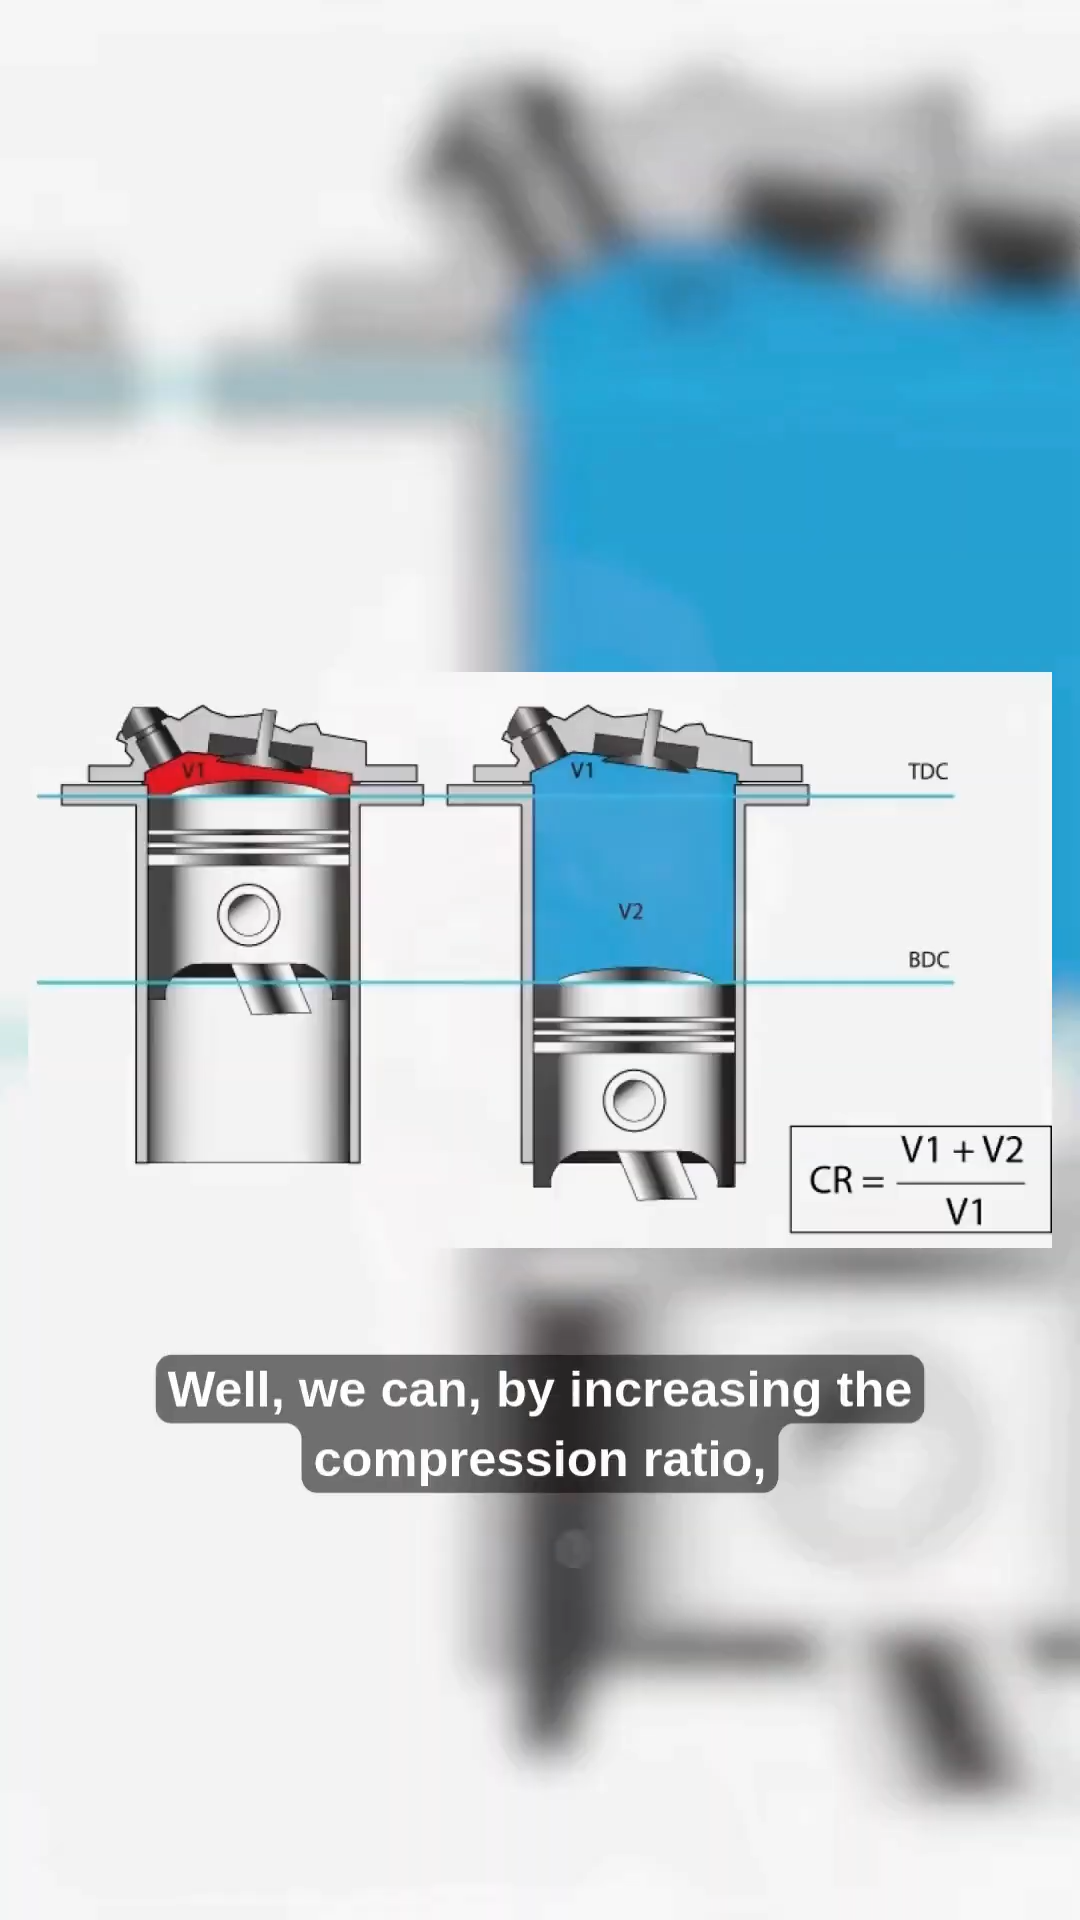 V1
V1
TDC
V2
BDC
CR = V1 + V2
V1
Well, we can, by increasing the
compression ratio,